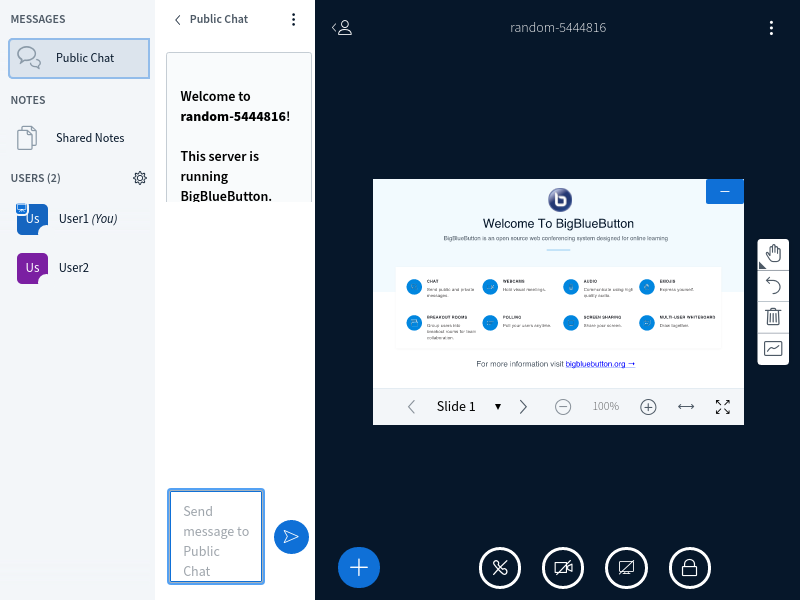 MESSAGES
Public Chat
NOTES
Shared Notes
USERS (2)
Us
User1 (You)
Us
User2
Public Chat
Welcome to
random-5444816!
This server is
running
BigBlueButton.
Send
message to
Public
Chat
random-5444816
b
Welcome To BigBlueButton
BigBlueButton is an open source web conferencing system designed for online learning
CHAT
Send public and private
messages.
WEBCAMS
Hold visual meetings.
AUDIO
Communicate using high
quality audio.
EMOJIS
Express yourself.
BREAKOUT ROOMS
Group users into
breakout rooms for team
collaboration.
POLLING
Poll your users anytime.
SCREEN SHARING
Share your screen.
MULTI-USER WHITEBOARD
Draw together.
For more information visit bigbluebutton.org →
Slide 1
100%